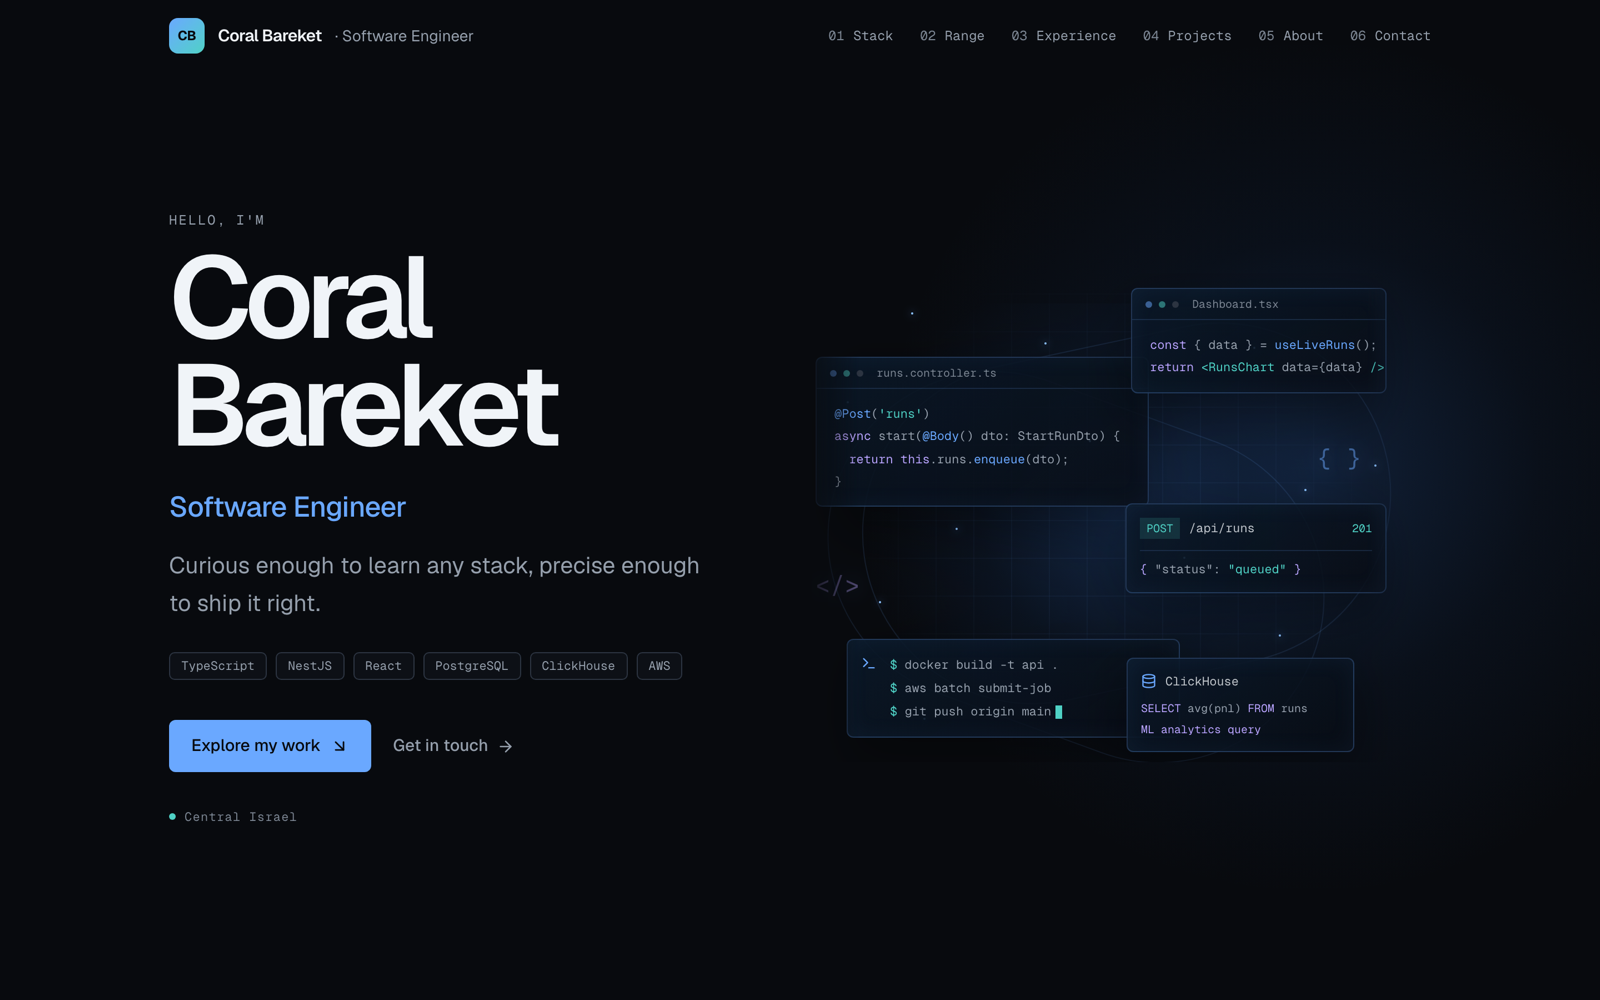 CB Coral Bareket · Software Engineer
01 Stack 02 Range 03 Experience 04 Projects 05 About 06 Contact
HELLO, I'M
Coral
Bareket
Software Engineer
Curious enough to learn any stack, precise enough
to ship it right.
TypeScript NestJS React PostgreSQL ClickHouse AWS
Explore my work Get in touch →
Central Israel
Dashboard.tsx
const { data } = useLiveRuns();
return <RunsChart data={data} />
runs.controller.ts
@Post('runs')
async start(@Body() dto: StartRunDto) {
return this.runs.enqueue(dto);
}
{ }
POST /api/runs 201
{ "status": "queued" }
</>
$ docker build -t api .
$ aws batch submit-job
$ git push origin main
ClickHouse
SELECT avg(pnl) FROM runs
ML analytics query